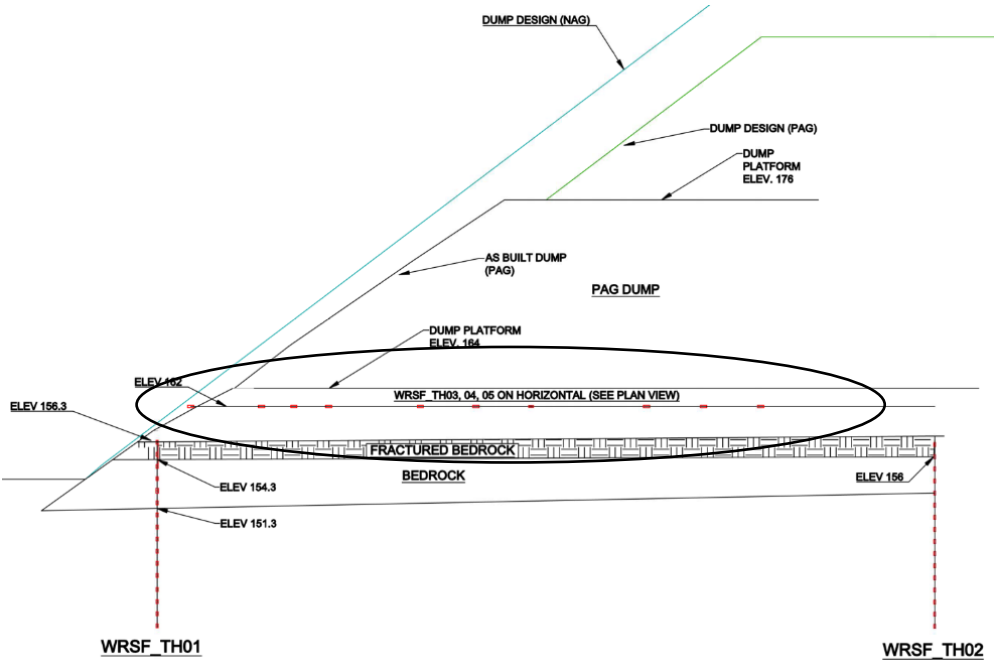 DUMP DESIGN (NAG)
DUMP DESIGN (PAG)
DUMP
PLATFORM
ELEV. 176
AS BUILT DUMP
(PAG)
PAG DUMP
DUMP PLATFORM
ELEV. 164
ELEV 162
WRSF_TH03, 04, 05 ON HORIZONTAL (SEE PLAN VIEW)
ELEV 156.3
FRACTURED BEDROCK
BEDROCK
ELEV 156
ELEV 154.3
ELEV 151.3
WRSF_TH01
WRSF_TH02